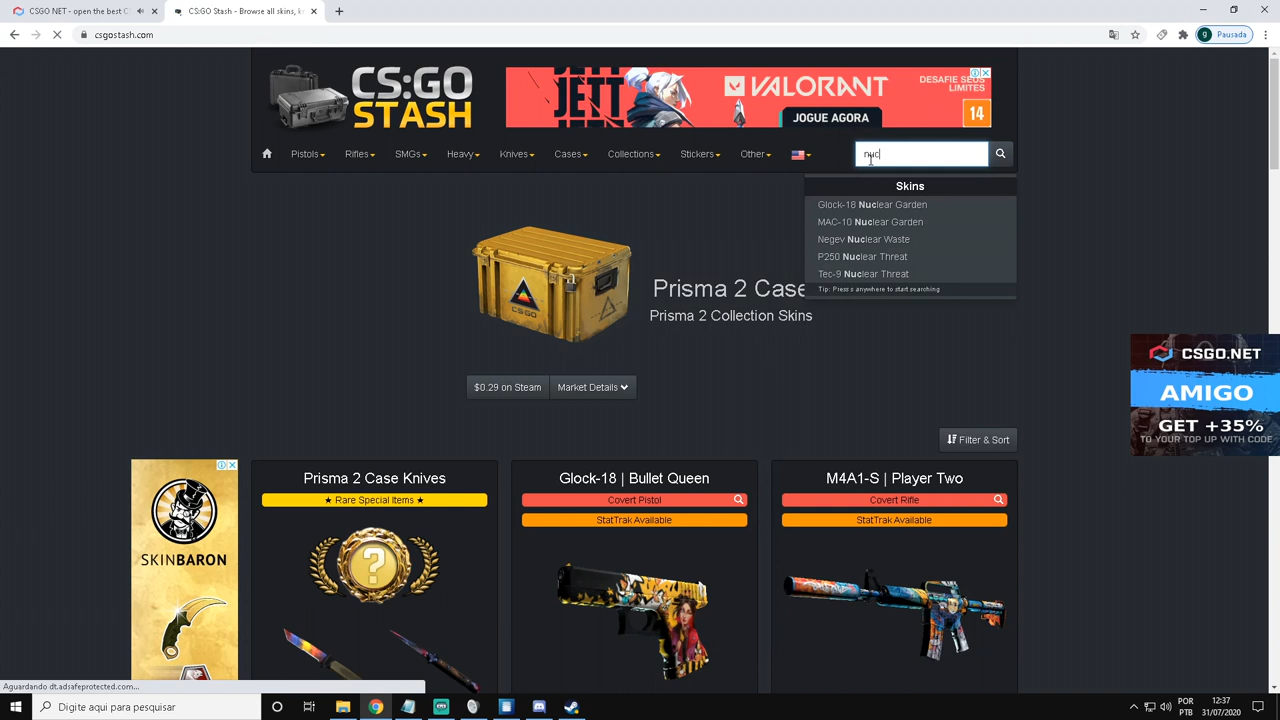 CSGO NET - open the best C
CS:GO Stash - Browse all skins, k
csgostash.com
Pausada
CS:GO
STASH
JETT
VALORANT
JOGUE AGORA
DESAFIE SEUS
LIMITES
14
Pistols
Rifles
SMGs
Heavy
Knives
Cases
Collections
Stickers
Other
nuc
Skins
Glock-18 Nuclear Garden
MAC-10 Nuclear Garden
Negev Nuclear Waste
P250 Nuclear Threat
Tec-9 Nuclear Threat
Tip: Press s anywhere to start searching
CS:GO
Prisma 2 Case
Prisma 2 Collection Skins
$0.29 on Steam
Market Details
CSGO.NET
AMIGO
GET +35%
TO YOUR TOP UP WITH CODE
Filter & Sort
SKINBARON
Prisma 2 Case Knives
★ Rare Special Items ★
?
Glock-18 | Bullet Queen
Covert Pistol
StatTrak Available
M4A1-S | Player Two
Covert Rifle
StatTrak Available
Aguardando dt.adsafeprotected.com...
Digite aqui para pesquisar
POR
PTB
12:37
31/07/2020